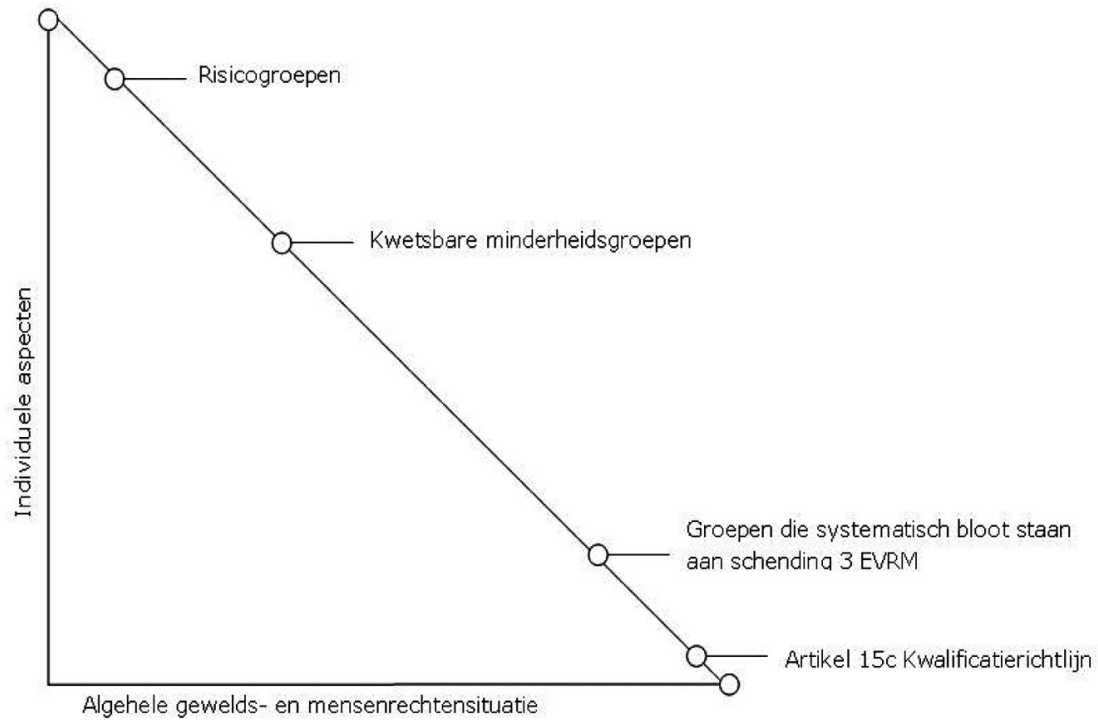 Risicogroepen
Kwetsbare minderheidsgroepen
Individuele aspecten
Groepen die systematisch bloot staan
aan schending 3 EVRM
Artikel 15c Kwalificatierichtlijn
Algehele gewelds- en mensenrechtensituatie